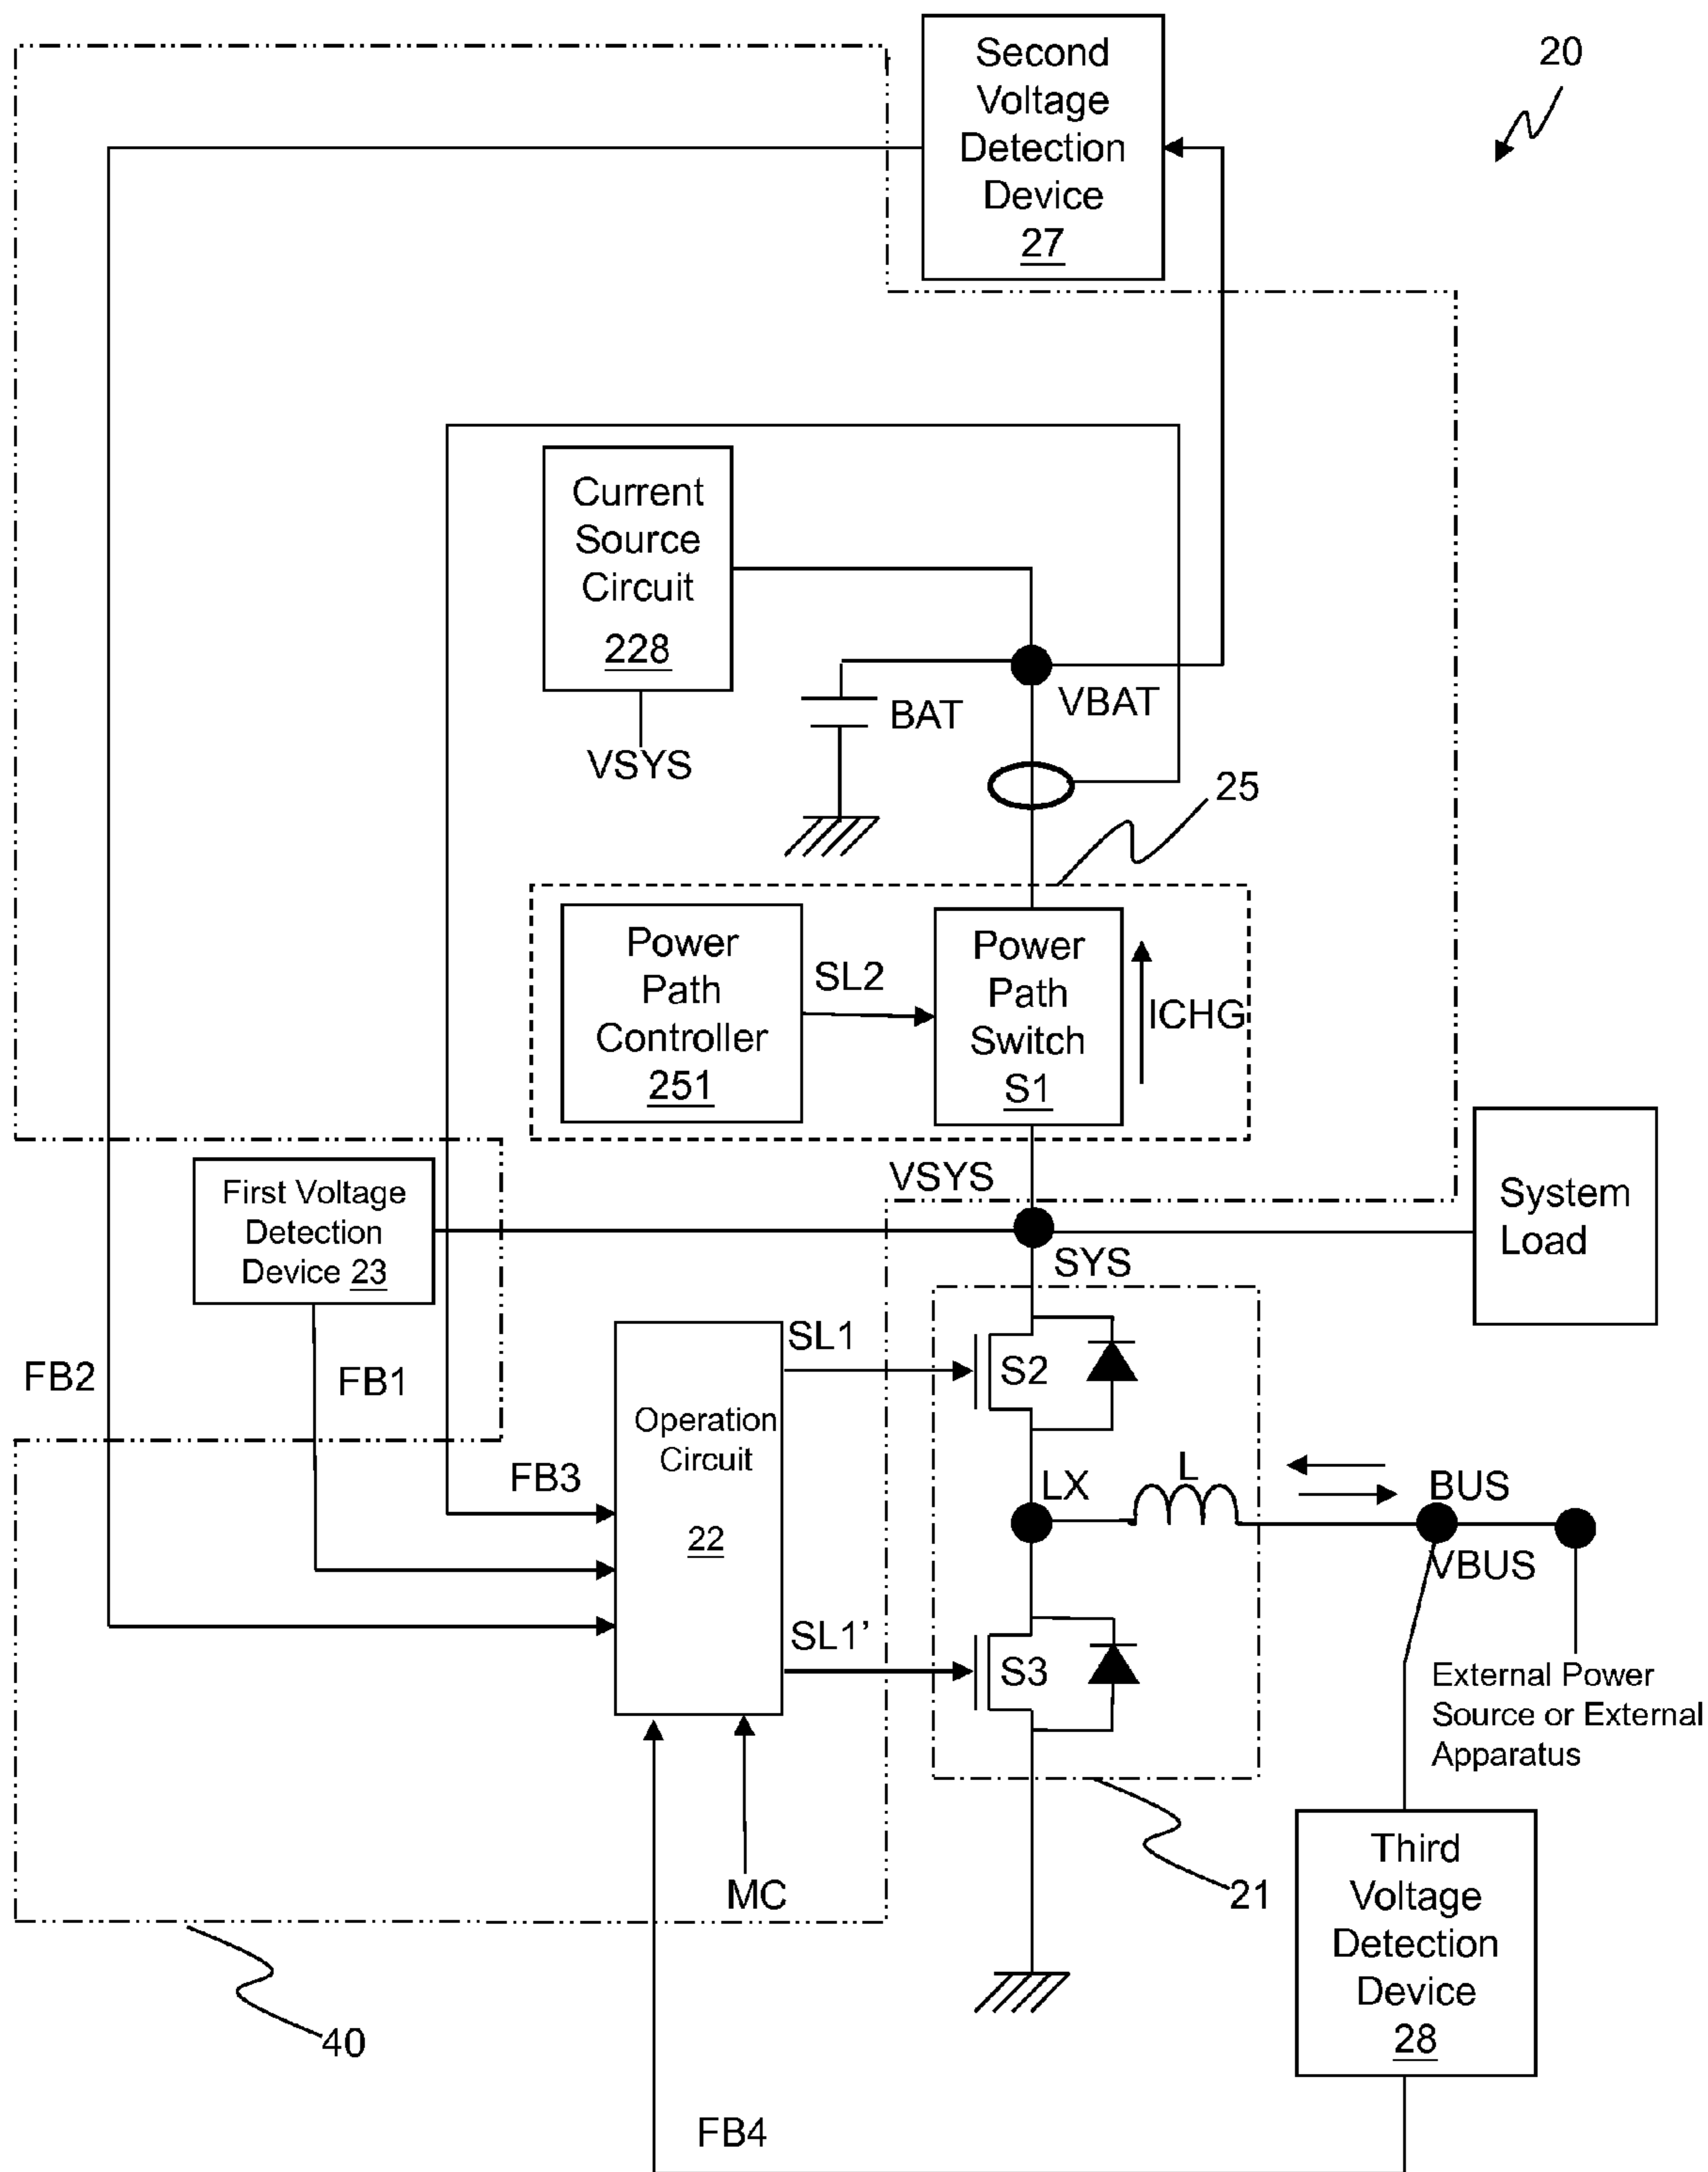 Second
Voltage
Detection
Device
27
20
Current
Source
Circuit
228
VSYS
BAT
VBAT
25
Power
Path
Controller
251
SL2
Power
Path
Switch
S1
ICHG
VSYS
System
Load
First Voltage
Detection
Device 23
SYS
FB2
FB1
SL1
S2
Operation
Circuit
22
FB3
LX
L
BUS
VBUS
SL1’
S3
External Power
Source or External
Apparatus
MC
21
Third
Voltage
Detection
Device
28
40
FB4